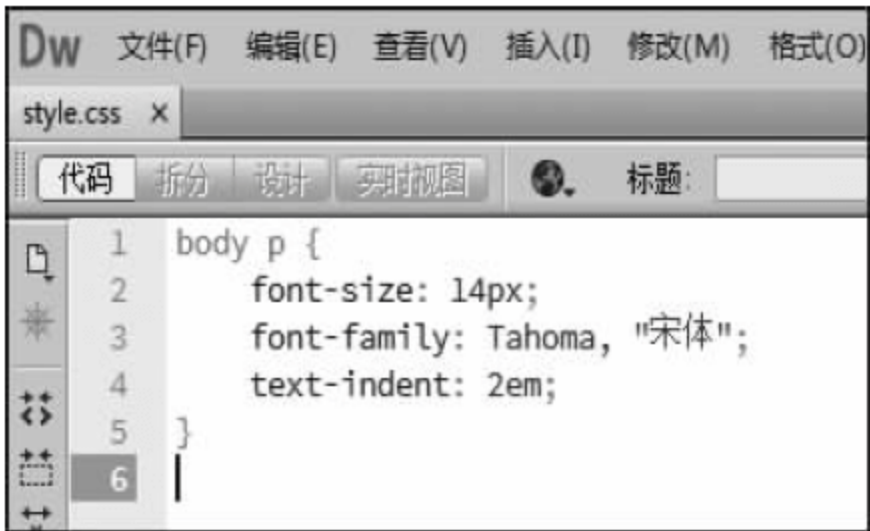 Dw 文件(F) 编辑(E) 查看(V) 插入(I) 修改(M) 格式(O)
style.css ×
代码 拆分 设计 实时视图 标题:
1 body p {
2 font-size: 14px;
3 font-family: Tahoma, "宋体";
4 text-indent: 2em;
5 }
6